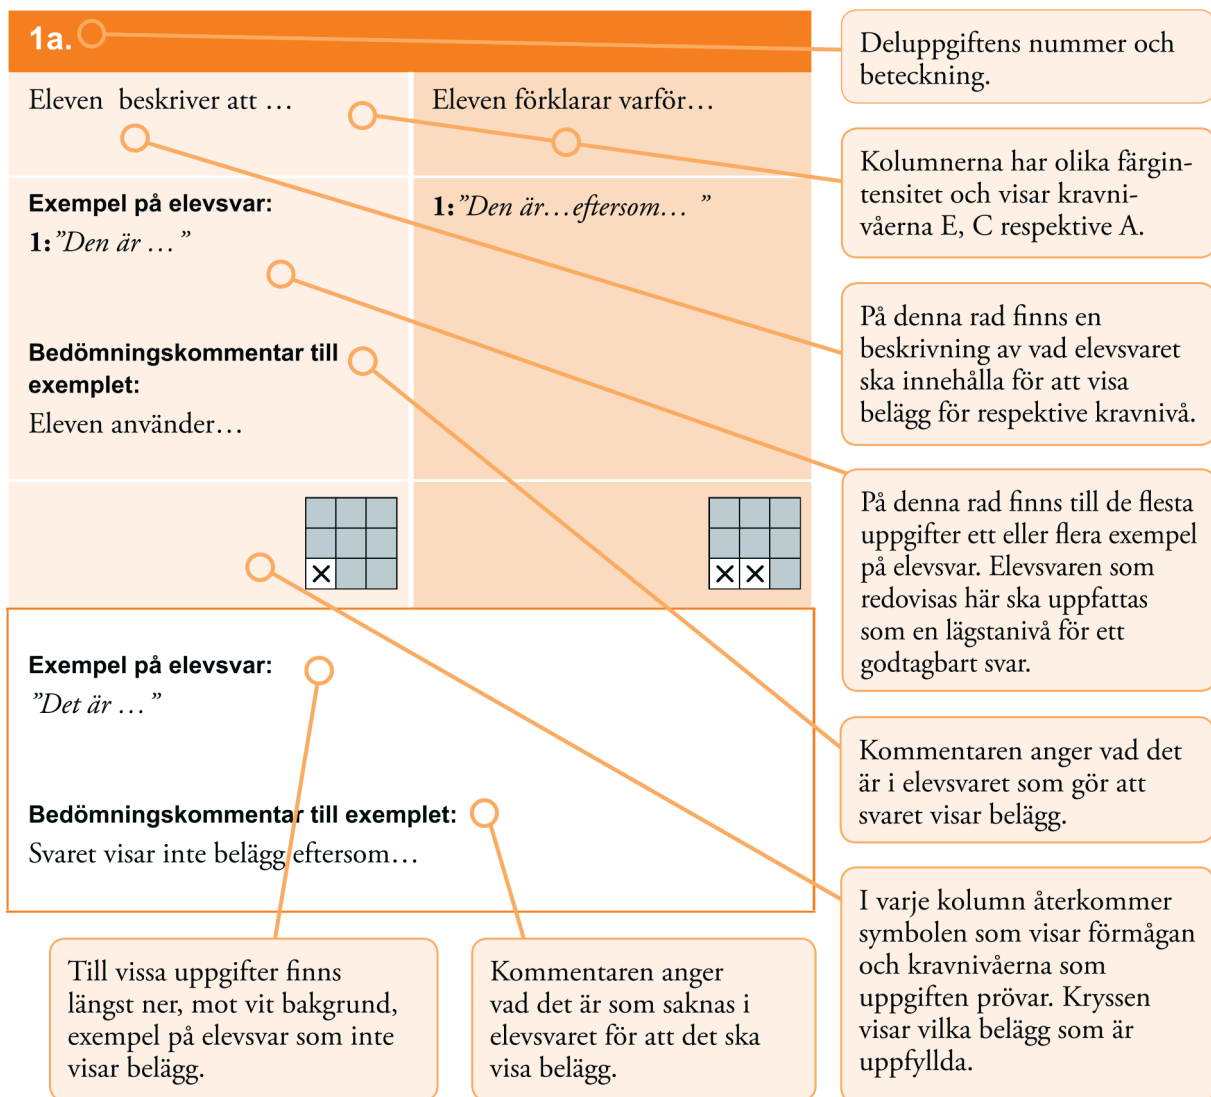 1a.
Eleven beskriver att …
Eleven förklarar varför…
Exempel på elevsvar:
1: ”Den är …”
1: ”Den är…eftersom… ”
Bedömningskommentar till
exemplet:
Eleven använder…
×
× ×
Exempel på elevsvar:
”Det är …”
Bedömningskommentar till exemplet:
Svaret visar inte belägg eftersom…
Deluppgiftens nummer och
beteckning.
Kolumnerna har olika färgin-
tensitet och visar kravni-
våerna E, C respektive A.
På denna rad finns en
beskrivning av vad elevsvaret
ska innehålla för att visa
belägg för respektive kravnivå.
På denna rad finns till de flesta
uppgifter ett eller flera exempel
på elevsvar. Elevsvaren som
redovisas här ska uppfattas
som en lägstanivå för ett
godtagbart svar.
Kommentaren anger vad det
är i elevsvaret som gör att
svaret visar belägg.
I varje kolumn återkommer
symbolen som visar förmågan
och kravnivåerna som
uppgiften prövar. Kryssen
visar vilka belägg som är
uppfyllda.
Till vissa uppgifter finns
längst ner, mot vit bakgrund,
exempel på elevsvar som inte
visar belägg.
Kommentaren anger
vad det är som saknas i
elevsvaret för att det ska
visa belägg.